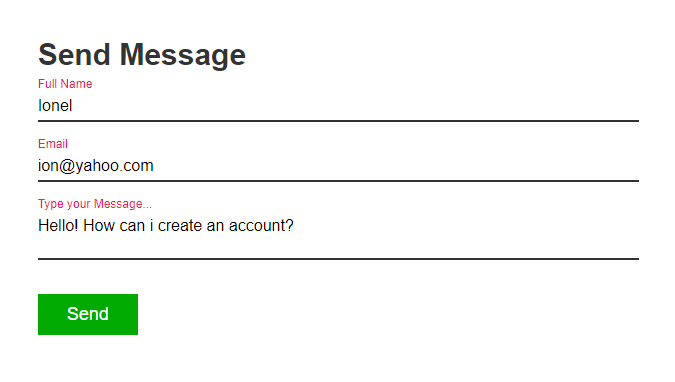 Send Message
Full Name
Ionel
Email
ion@yahoo.com
Type your Message...
Hello! How can i create an account?
Send